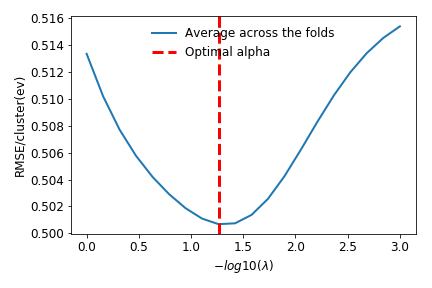 0.516
0.514
0.512
0.510
0.508
0.506
0.504
0.502
0.500
RMSE/cluster(ev)
Average across the folds
Optimal alpha
0.0 0.5 1.0 1.5 2.0 2.5 3.0
−log10(λ)